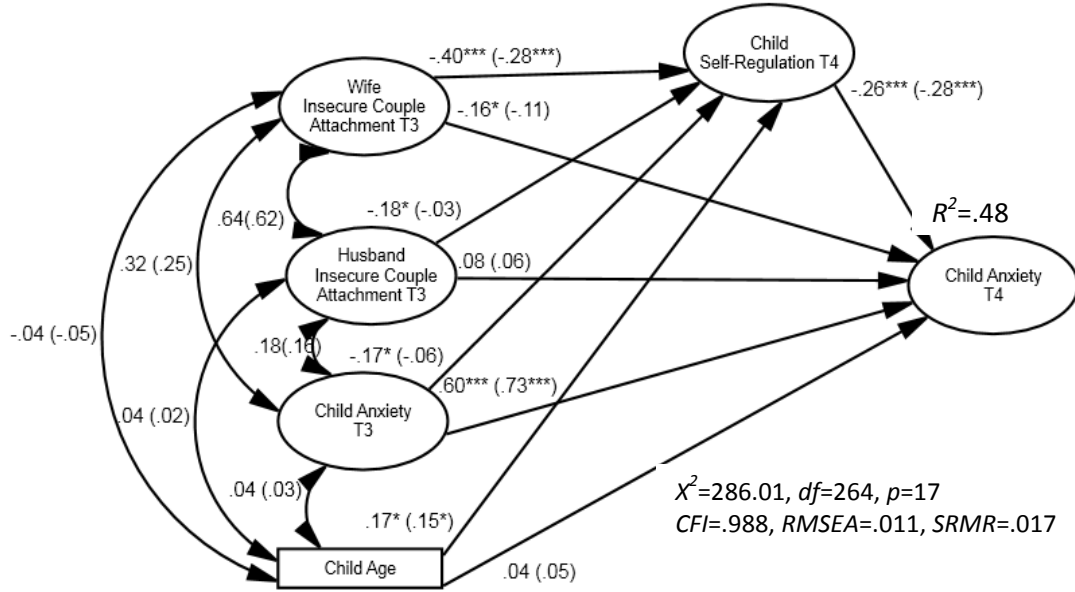 Child
Self-Regulation T4
-.40*** (-.28***)
-.26*** (-.28***)
Wife
Insecure Couple
Attachment T3
-.16* (-.11)
.64(.62)
-.18* (-.03)
R²=.48
.32 (.25)
Husband
Insecure Couple
Attachment T3
.08 (.06)
Child Anxiety
T4
-.04 (-.05)
.18(.16)
-.17* (-.06)
.60*** (.73***)
.04 (.02)
Child Anxiety
T3
.04 (.03)
.17* (.15*)
X²=286.01, df=264, p=17
CFI=.988, RMSEA=.011, SRMR=.017
Child Age
.04 (.05)